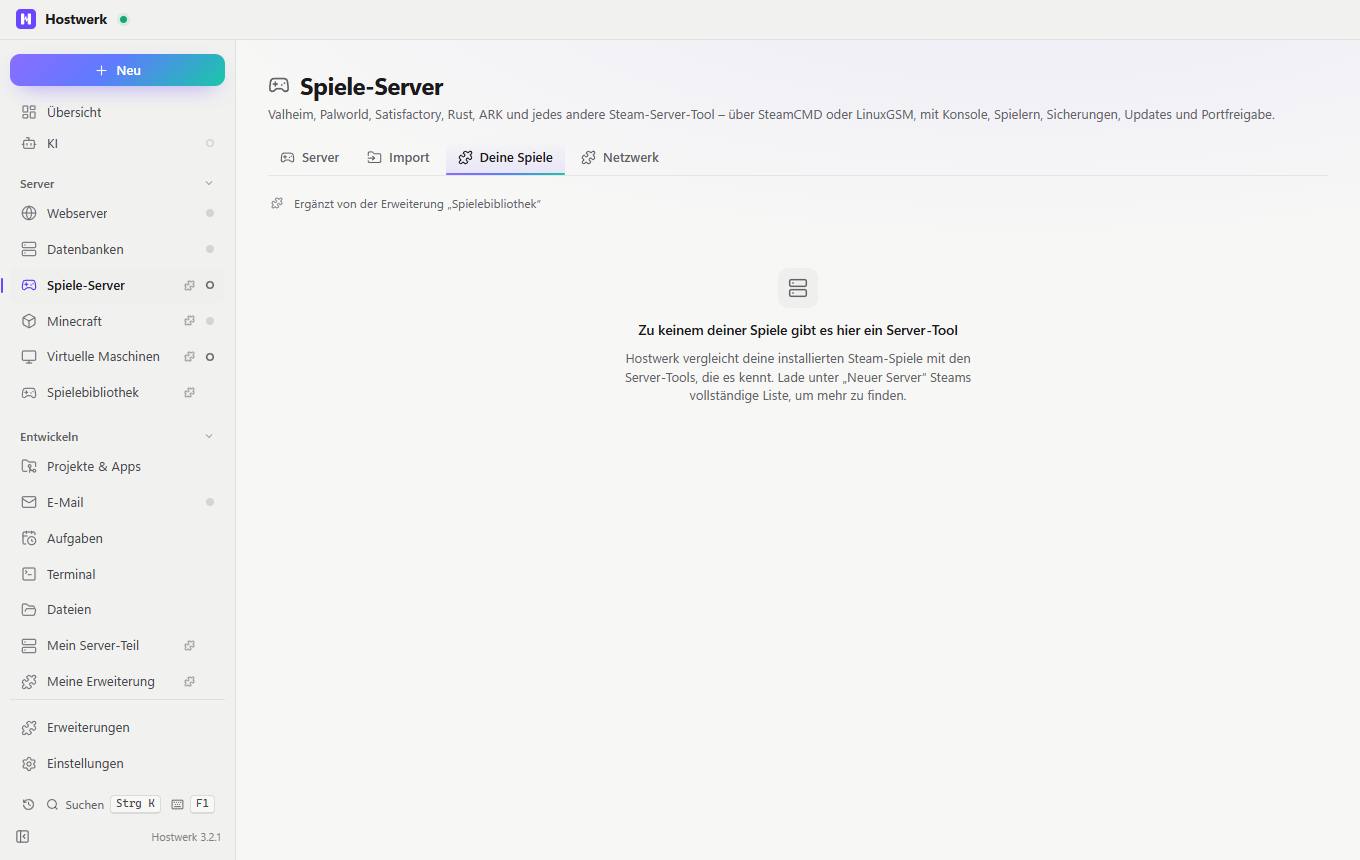 Hostwerk
Neu
Übersicht
KI
Server
Webserver
Datenbanken
Spiele-Server
Minecraft
Virtuelle Maschinen
Spielebibliothek
Entwickeln
Projekte & Apps
E-Mail
Aufgaben
Terminal
Dateien
Mein Server-Teil
Meine Erweiterung
Erweiterungen
Einstellungen
Suchen Strg K F1
Hostwerk 3.2.1
Spiele-Server
Valheim, Palworld, Satisfactory, Rust, ARK und jedes andere Steam-Server-Tool – über SteamCMD oder LinuxGSM, mit Konsole, Spielern, Sicherungen, Updates und Portfreigabe.
Server Import Deine Spiele Netzwerk
Ergänzt von der Erweiterung „Spielebibliothek“
Zu keinem deiner Spiele gibt es hier ein Server-Tool
Hostwerk vergleicht deine installierten Steam-Spiele mit den
Server-Tools, die es kennt. Lade unter „Neuer Server“ Steams
vollständige Liste, um mehr zu finden.